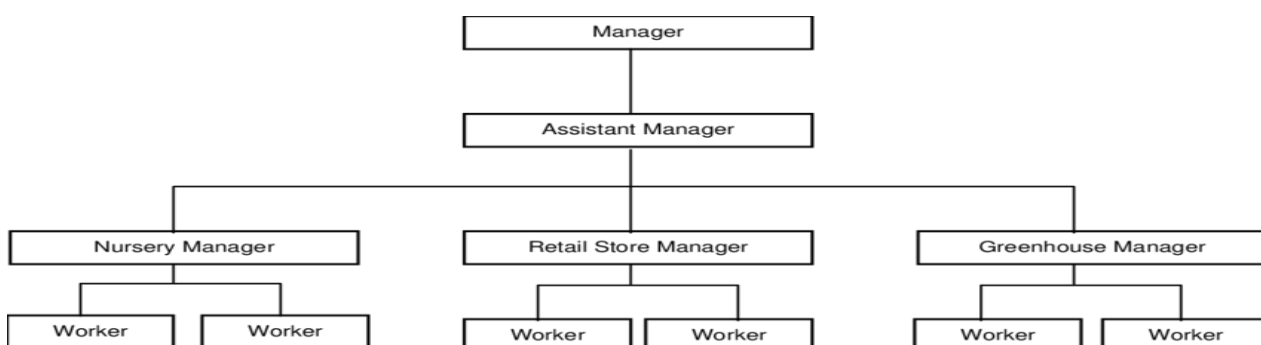 Manager
Assistant Manager
Nursery Manager Retail Store Manager Greenhouse Manager
Worker Worker Worker Worker Worker Worker